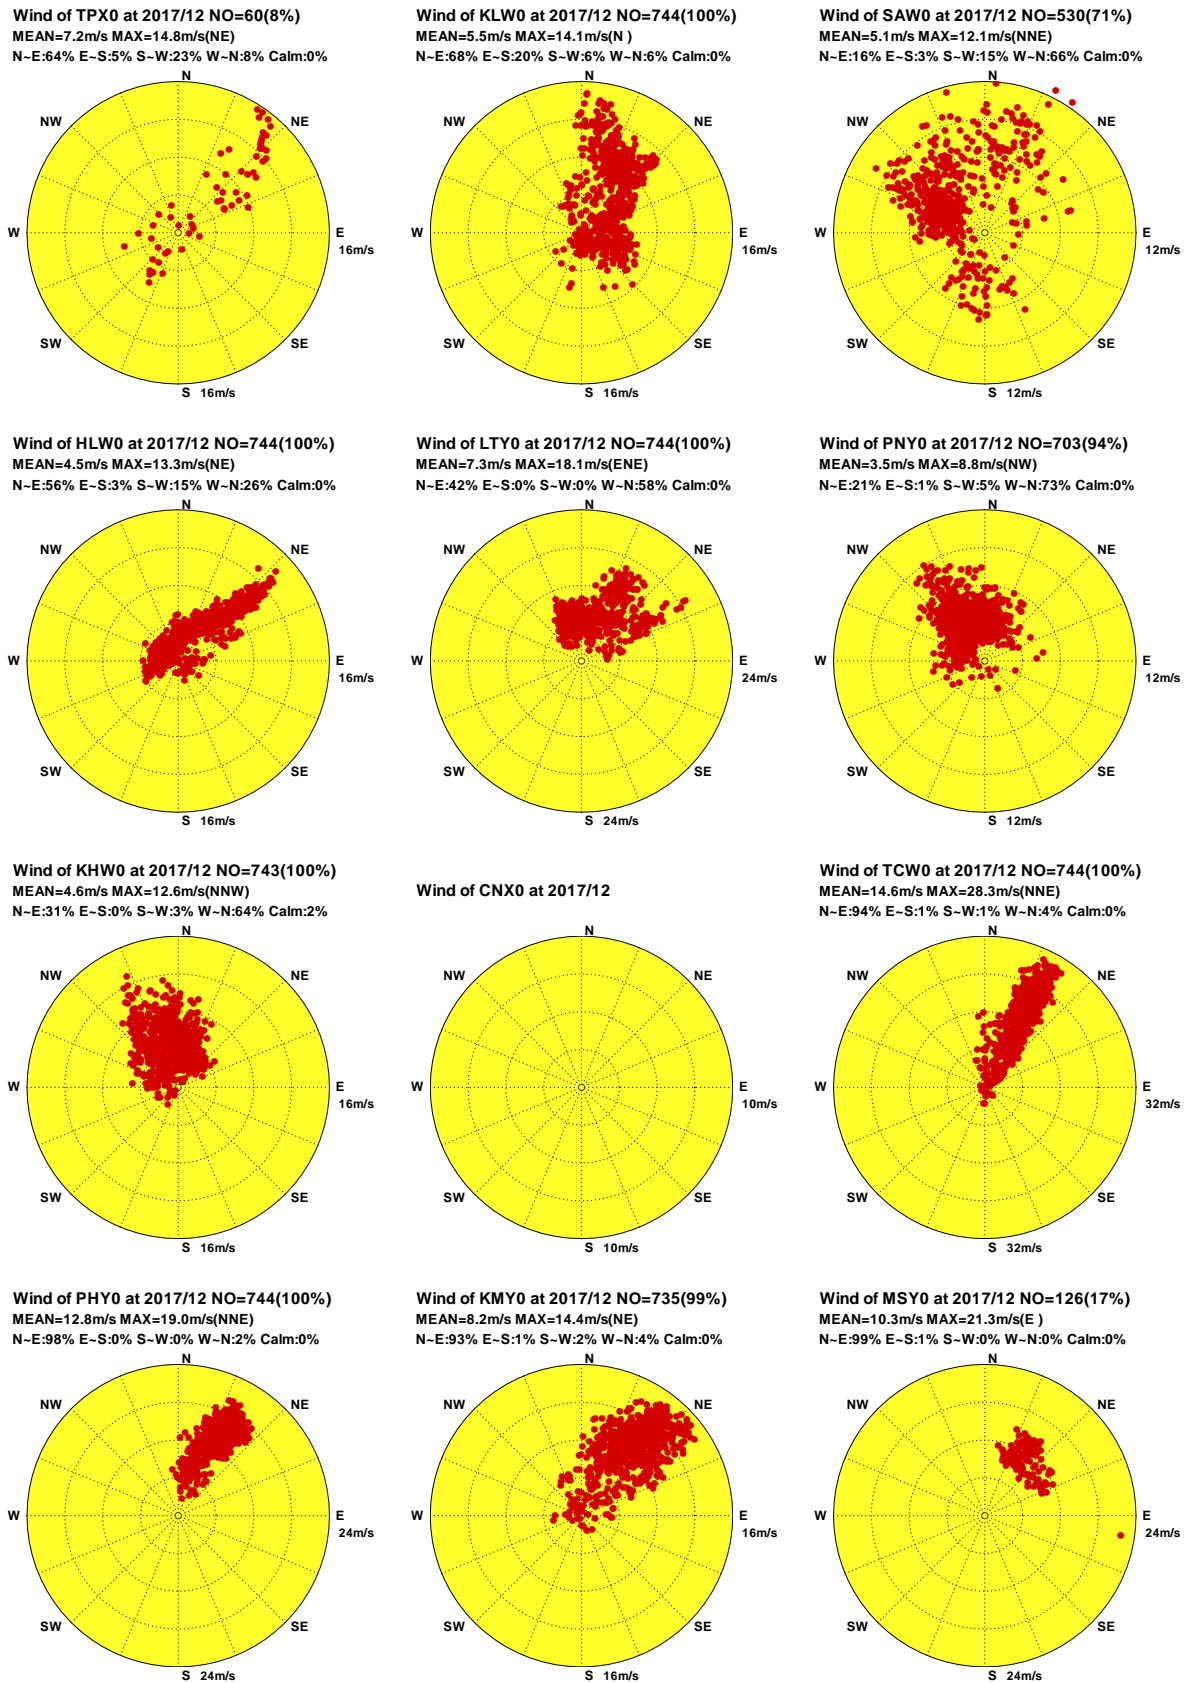 Wind of TPX0 at 2017/12 NO=60(8%)
MEAN=7.2m/s MAX=14.8m/s(NE)
N~E:64% E~S:5% S~W:23% W~N:8% Calm:0%
N
NW
NE
W
E
16m/s
SW
SE
S 16m/s
Wind of KLW0 at 2017/12 NO=744(100%)
MEAN=5.5m/s MAX=14.1m/s(N )
N~E:68% E~S:20% S~W:6% W~N:6% Calm:0%
N
NW
NE
W
E
16m/s
SW
SE
S 16m/s
Wind of SAW0 at 2017/12 NO=530(71%)
MEAN=5.1m/s MAX=12.1m/s(NNE)
N~E:16% E~S:3% S~W:15% W~N:66% Calm:0%
N
NW
NE
W
E
12m/s
SW
SE
S 12m/s
Wind of HLW0 at 2017/12 NO=744(100%)
MEAN=4.5m/s MAX=13.3m/s(NE)
N~E:56% E~S:3% S~W:15% W~N:26% Calm:0%
N
NW
NE
W
E
16m/s
SW
SE
S 16m/s
Wind of LTY0 at 2017/12 NO=744(100%)
MEAN=7.3m/s MAX=18.1m/s(ENE)
N~E:42% E~S:0% S~W:0% W~N:58% Calm:0%
N
NW
NE
W
E
24m/s
SW
SE
S 24m/s
Wind of PNY0 at 2017/12 NO=703(94%)
MEAN=3.5m/s MAX=8.8m/s(NW)
N~E:21% E~S:1% S~W:5% W~N:73% Calm:0%
N
NW
NE
W
E
12m/s
SW
SE
S 12m/s
Wind of KHW0 at 2017/12 NO=743(100%)
MEAN=4.6m/s MAX=12.6m/s(NNW)
N~E:31% E~S:0% S~W:3% W~N:64% Calm:2%
N
NW
NE
W
E
16m/s
SW
SE
S 16m/s
Wind of CNX0 at 2017/12
N
NW
NE
W
E
10m/s
SW
SE
S 10m/s
Wind of TCW0 at 2017/12 NO=744(100%)
MEAN=14.6m/s MAX=28.3m/s(NNE)
N~E:94% E~S:1% S~W:1% W~N:4% Calm:0%
N
NW
NE
W
E
32m/s
SW
SE
S 32m/s
Wind of PHY0 at 2017/12 NO=744(100%)
MEAN=12.8m/s MAX=19.0m/s(NNE)
N~E:98% E~S:0% S~W:0% W~N:2% Calm:0%
N
NW
NE
W
E
24m/s
SW
SE
S 24m/s
Wind of KMY0 at 2017/12 NO=735(99%)
MEAN=8.2m/s MAX=14.4m/s(NE)
N~E:93% E~S:1% S~W:2% W~N:4% Calm:0%
N
NW
NE
W
E
16m/s
SW
SE
S 16m/s
Wind of MSY0 at 2017/12 NO=126(17%)
MEAN=10.3m/s MAX=21.3m/s(E )
N~E:99% E~S:1% S~W:0% W~N:0% Calm:0%
N
NW
NE
W
E
24m/s
SW
SE
S 24m/s